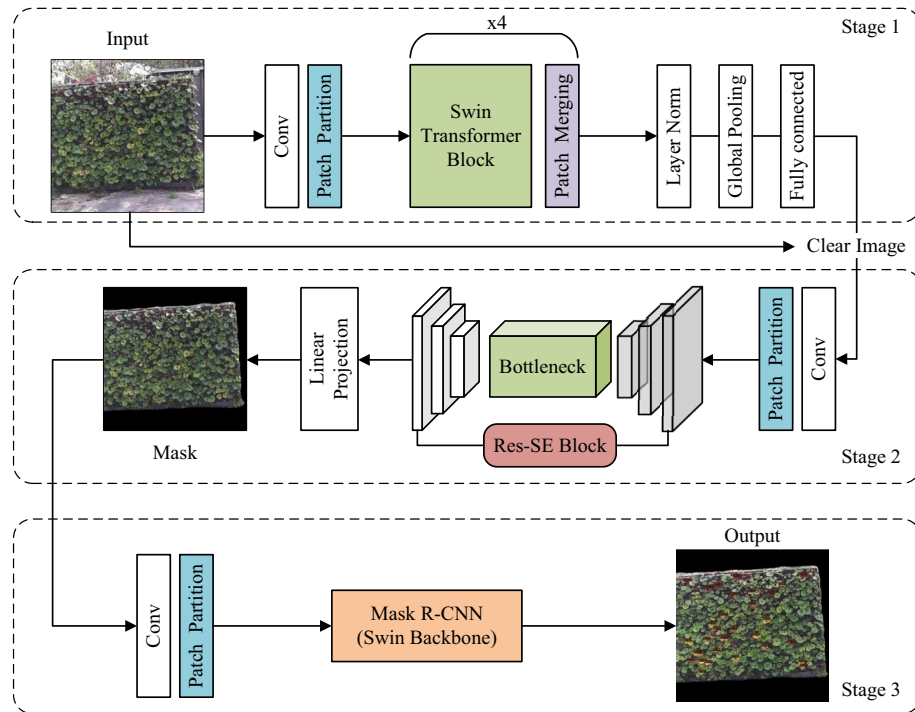 Stage 1
Input
x4
Conv
Patch Partition
Swin
Transformer
Block
Patch Merging
Layer Norm
Global Pooling
Fully connected
Clear Image
Mask
Linear
Projection
Bottleneck
Res-SE Block
Patch Partition
Conv
Stage 2
Conv
Patch Partition
Mask R-CNN
(Swin Backbone)
Output
Stage 3